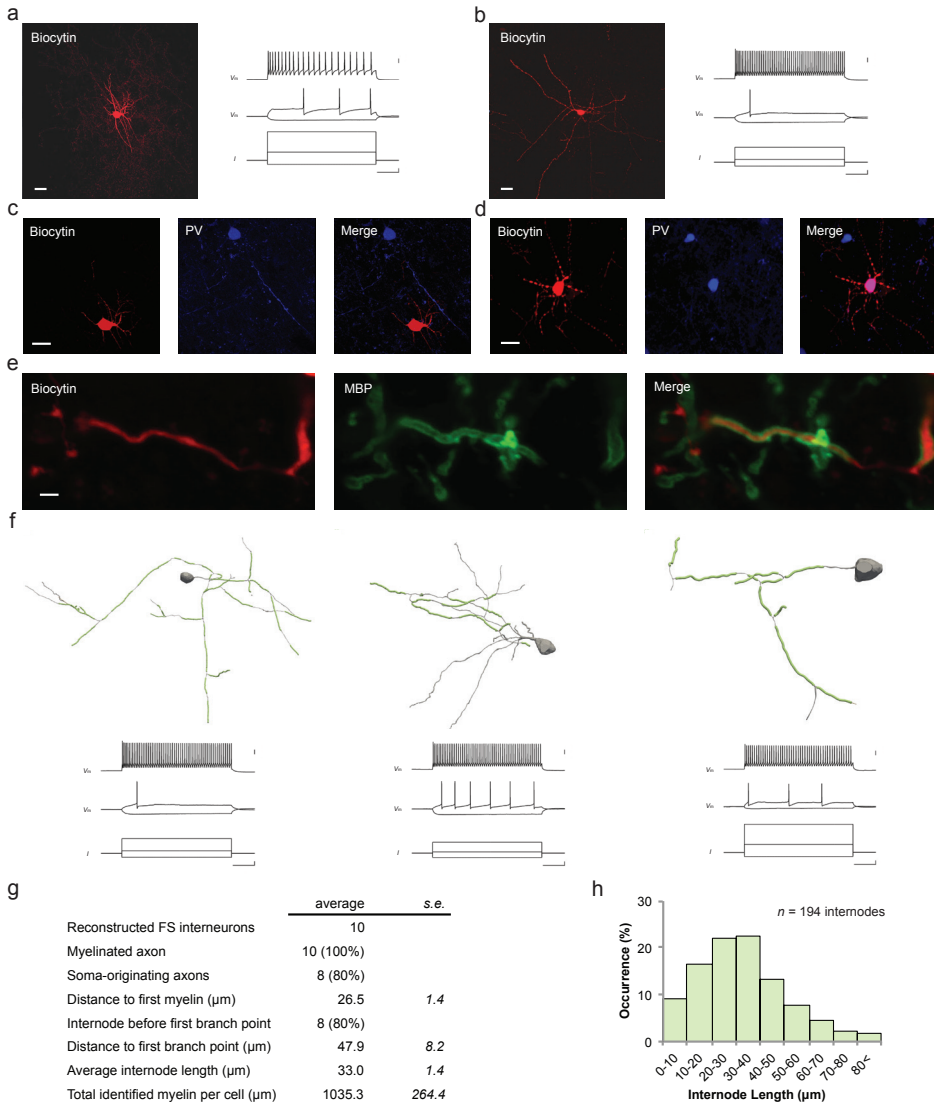 a
Biocytin
Vm
Vm
I
b
Biocytin
Vm
Vm
I
c
Biocytin
PV
Merge
d
Biocytin
PV
Merge
e
Biocytin
MBP
Merge
f
Vm
Vm
I
Vm
Vm
I
Vm
Vm
I
g
average s.e.
Reconstructed FS interneurons 10
Myelinated axon 10 (100%)
Soma-originating axons 8 (80%)
Distance to first myelin (µm) 26.5 1.4
Internode before first branch point 8 (80%)
Distance to first branch point (µm) 47.9 8.2
Average internode length (µm) 33.0 1.4
Total identified myelin per cell (µm) 1035.3 264.4
h
n = 194 internodes
Occurrence (%)
30
20
10
0
0-10 10-20 20-30 30-40 40-50 50-60 60-70 70-80 80<
Internode Length (µm)